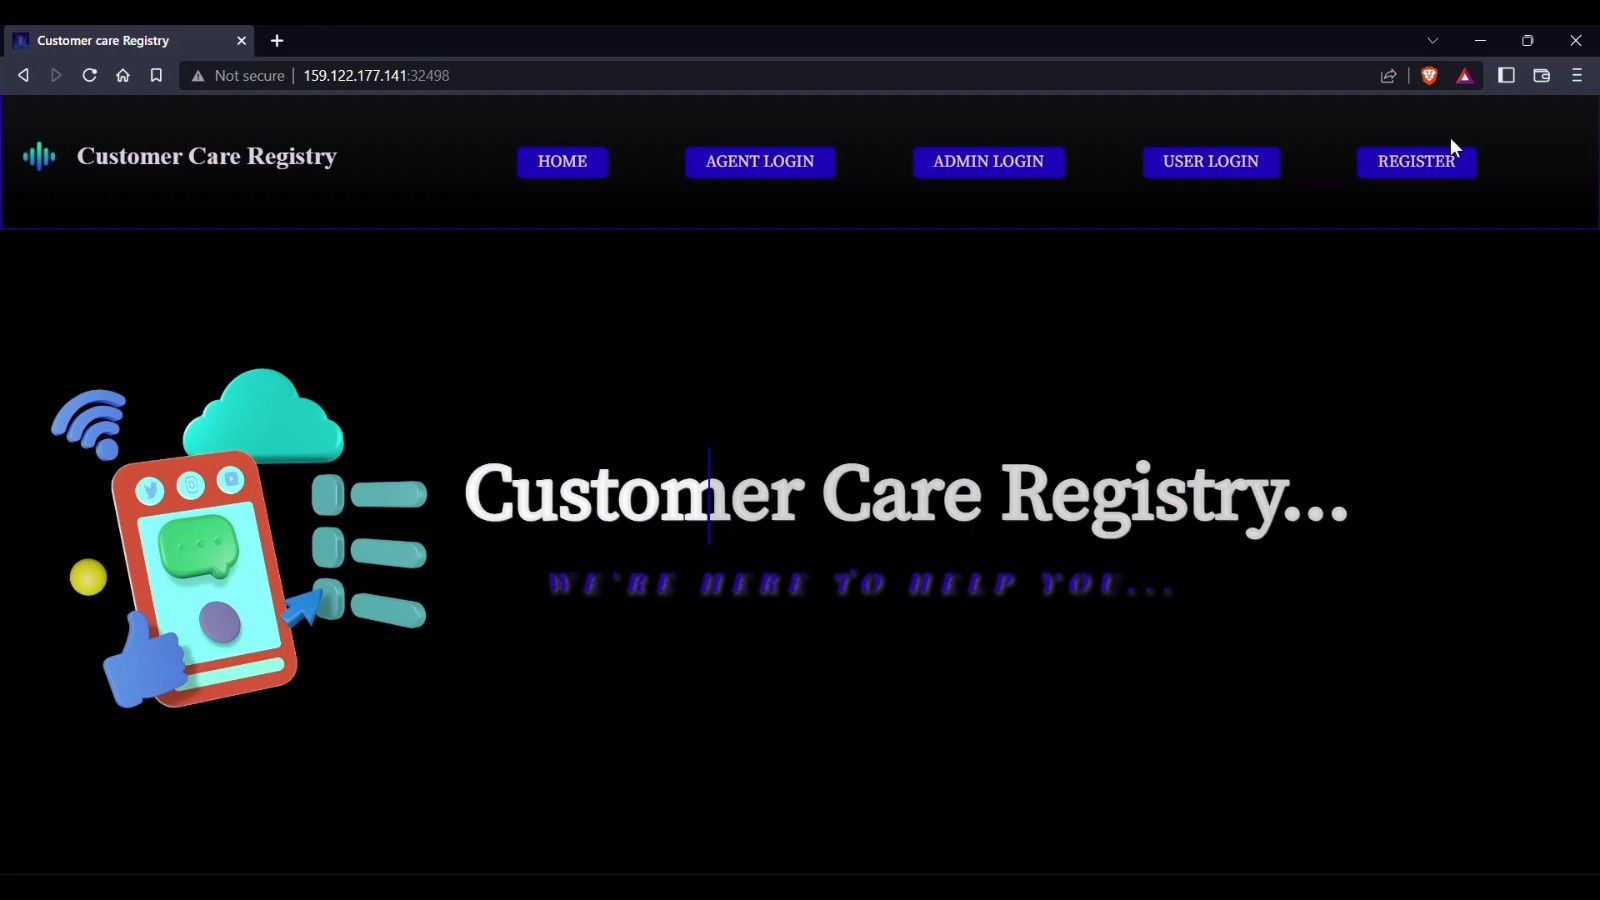 Customer care Registry
Not secure 159.122.177.141:32498
Customer Care Registry
HOME
AGENT LOGIN
ADMIN LOGIN
USER LOGIN
REGISTER
Customer Care Registry...
WE'RE HERE TO HELP YOU...